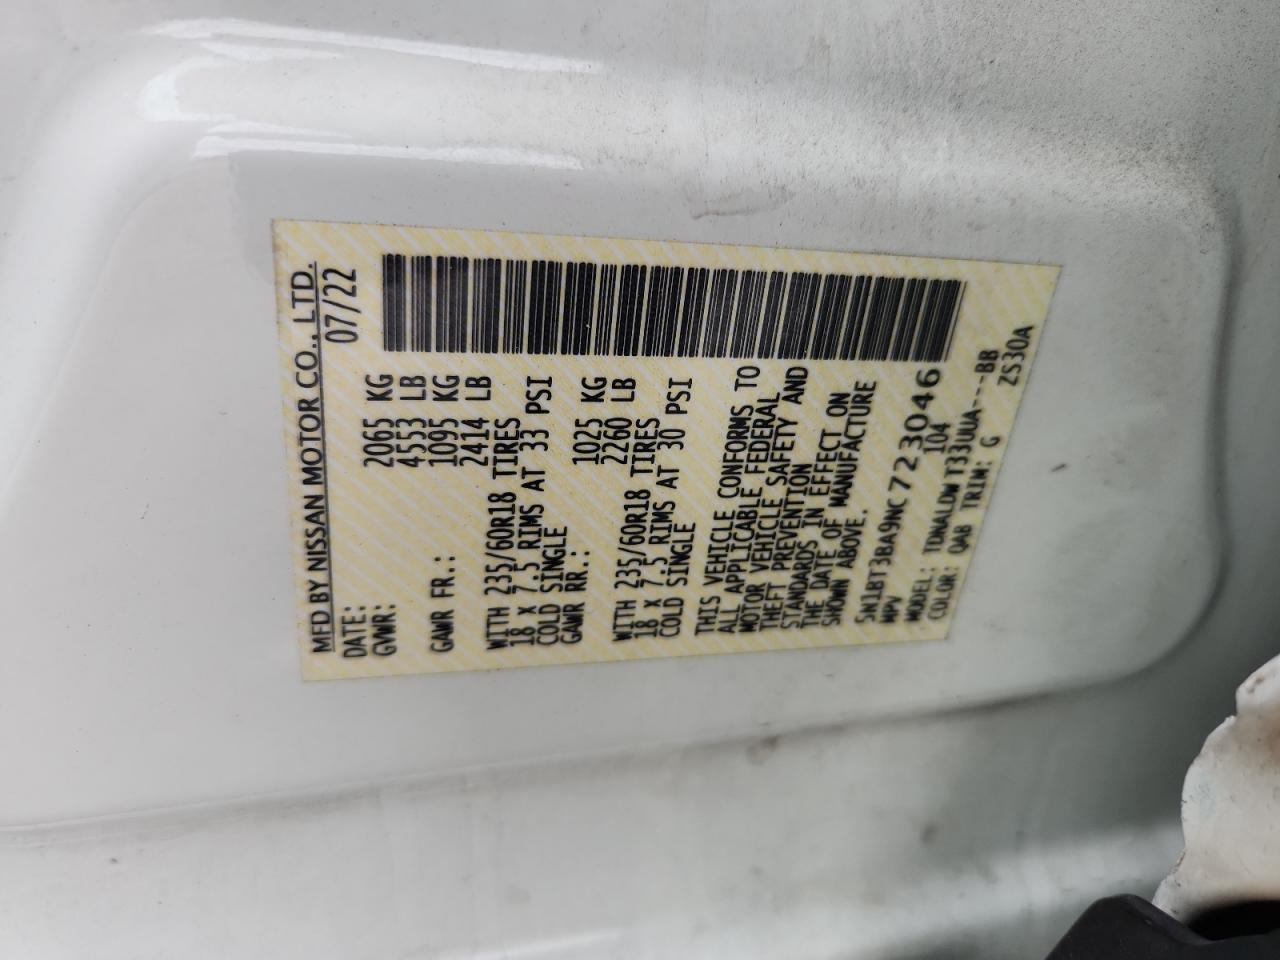 MFD BY NISSAN MOTOR CO., LTD.
DATE: 07/22
GVWR: 2065 KG
4553 LB
GAWR FR.: 1095 KG
2414 LB
WITH 235/60R18 TIRES
18 X 7.5 RIMS AT 33 PSI
COLD SINGLE
GAWR RR.: 1025 KG
2260 LB
WITH 235/60R18 TIRES
18 X 7.5 RIMS AT 30 PSI
COLD SINGLE
THIS VEHICLE CONFORMS TO
ALL APPLICABLE FEDERAL
MOTOR VEHICLE SAFETY AND
THEFT PREVENTION
STANDARDS IN EFFECT ON
THE DATE OF MANUFACTURE
SHOWN ABOVE.
5N1BT3BA9NC723046
MPV 104
MODEL: TDNALDW T33UUA----BB
COLOR: QAB TRIM: G ZS30A